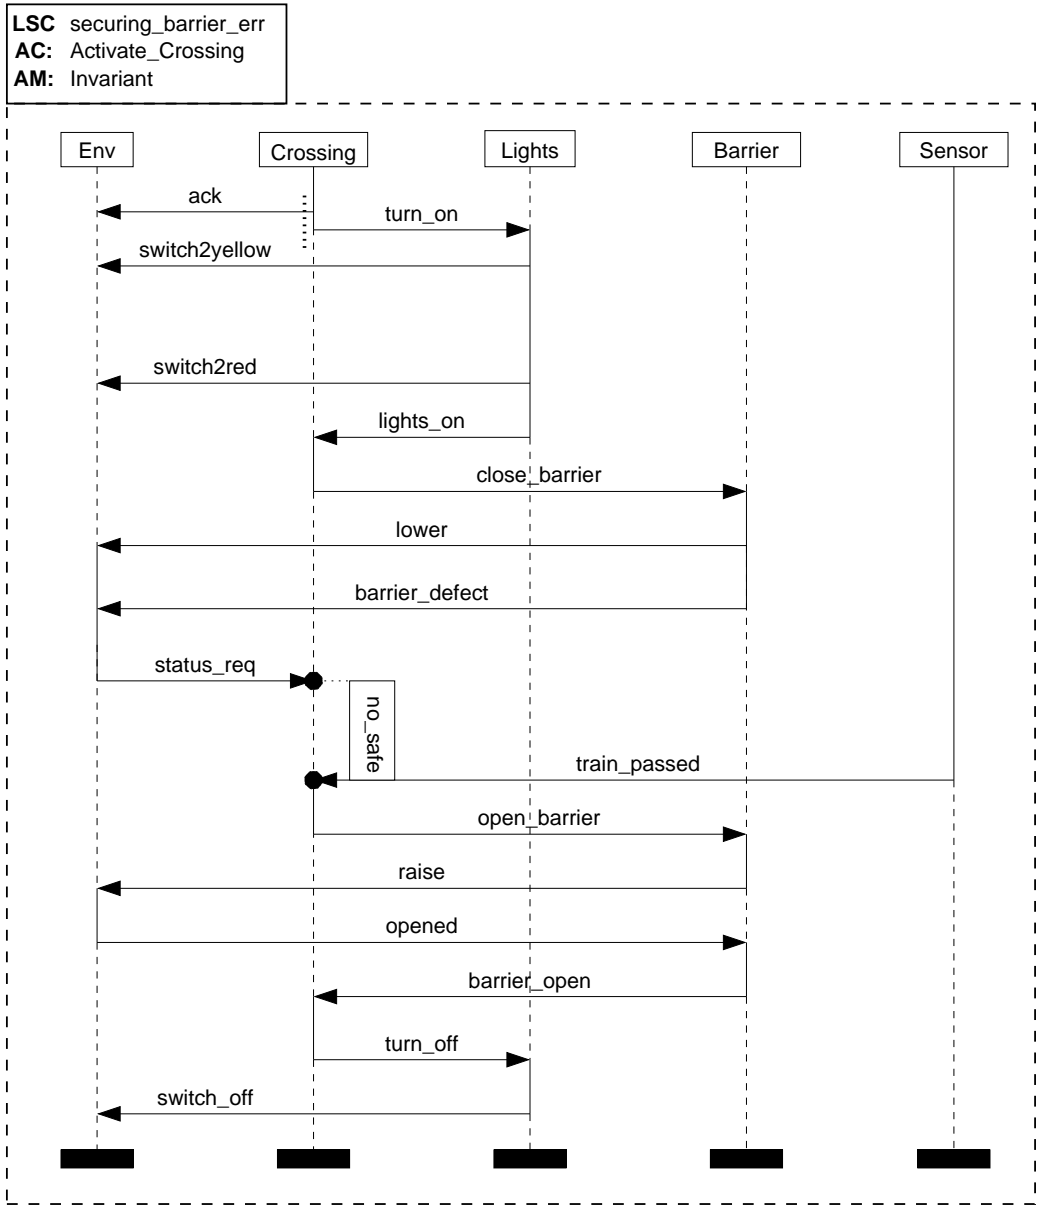 LSC securing_barrier_err
AC: Activate_Crossing
AM: Invariant
Env Crossing Lights Barrier Sensor
ack
turn_on
switch2yellow
switch2red
lights_on
close_barrier
lower
barrier_defect
status_req
no_safe
train_passed
open_barrier
raise
opened
barrier_open
turn_off
switch_off